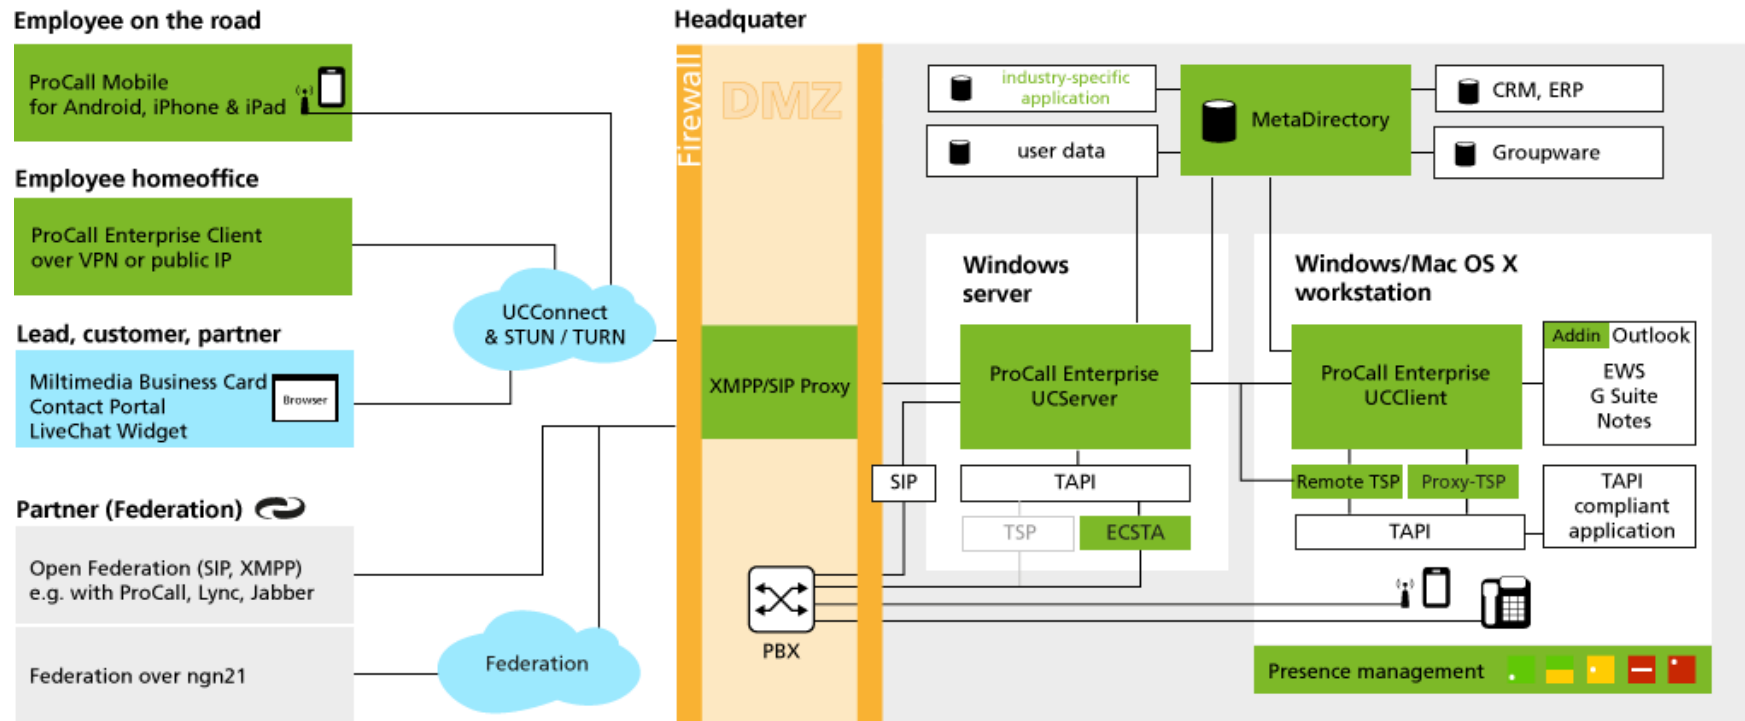 Employee on the road
ProCall Mobile
for Android, iPhone & iPad
Employee homeoffice
ProCall Enterprise Client
over VPN or public IP
Lead, customer, partner
Miltimedia Business Card
Contact Portal
LiveChat Widget
Browser
Partner (Federation)
Open Federation (SIP, XMPP)
e.g. with ProCall, Lync, Jabber
Federation over ngn21
UCConnect
& STUN / TURN
Federation
Headquater
Firewall
DMZ
XMPP/SIP Proxy
PBX
industry-specific
application
user data
MetaDirectory
CRM, ERP
Groupware
Windows
server
ProCall Enterprise
UCServer
SIP
TAPI
TSP
ECSTA
Windows/Mac OS X
workstation
ProCall Enterprise
UCClient
Addin
Outlook
EWS
G Suite
Notes
Remote TSP
Proxy-TSP
TAPI
TAPI
compliant
application
Presence management